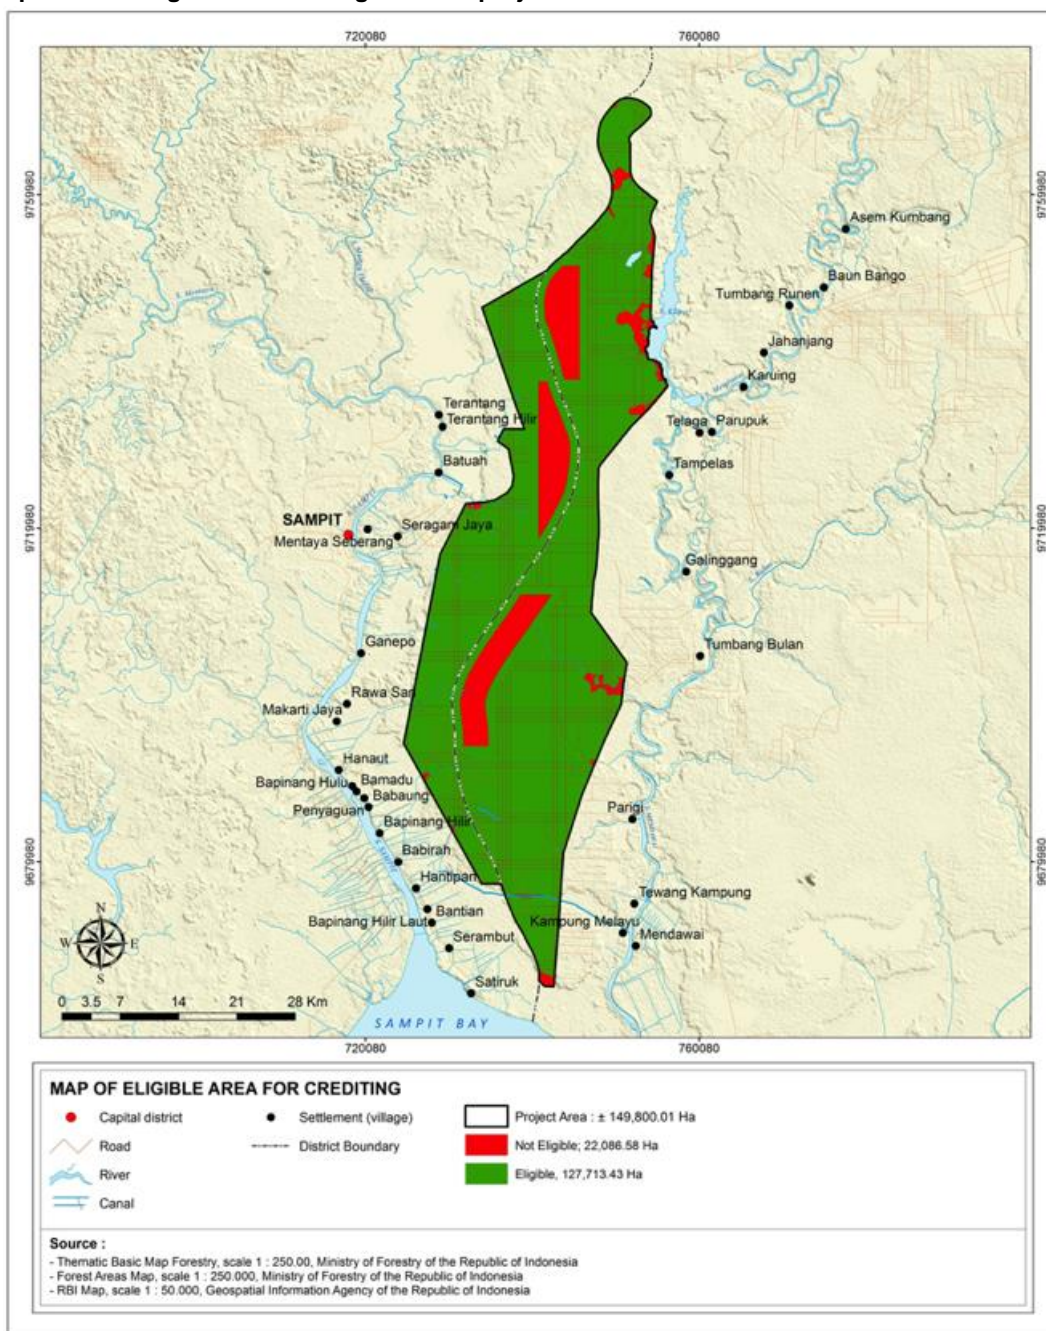 720080
760080
9759980
9759980
Asem Kumbang
Baun Bango
Tumbang Runen
Jahanjang
Karuing
Terantang
Terantang Hilir
Telaga
Parupuk
Batuah
Tampelas
SAMPIT
Seragam Jaya
Mentaya Seberang
9719980
9719980
Galinggang
Ganepo
Tumbang Bulan
Rawa Sari
Makarti Jaya
Hanaut
Bapinang Hulu
Bamadu
Babaung
Penyaguan
Parigi
Bapinang Hilir
Babirah
9679980
9679980
Hantipan
Tewang Kampung
Bantian
Bapinang Hilir Laut
Kampung Melayu
Mendawai
Serambut
Satiruk
N
W
E
S
0 3.5 7 14 21 28 Km
SAMPIT BAY
720080
760080
MAP OF ELIGIBLE AREA FOR CREDITING
Capital district
Settlement (village)
Project Area : ± 149,800.01 Ha
Road
District Boundary
Not Eligible; 22,086.58 Ha
River
Eligible, 127,713.43 Ha
Canal
Source :
- Thematic Basic Map Forestry, scale 1 : 250.00, Ministry of Forestry of the Republic of Indonesia
- Forest Areas Map, scale 1 : 250.000, Ministry of Forestry of the Republic of Indonesia
- RBI Map, scale 1 : 50.000, Geospatial Information Agency of the Republic of Indonesia